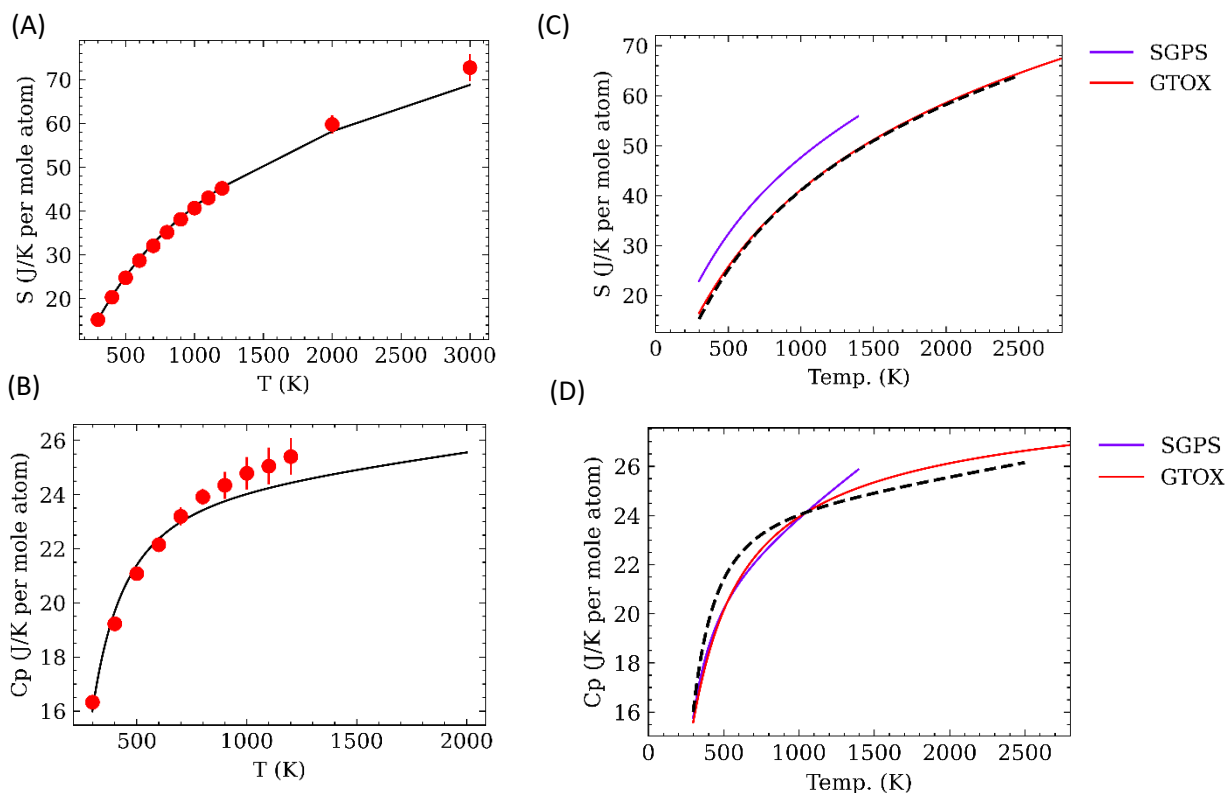 (A)
S (J/K per mole atom)
70
60
50
40
30
20
500 1000 1500 2000 2500 3000
T (K)
(C)
S (J/K per mole atom)
70
60
50
40
30
20
0 500 1000 1500 2000 2500
Temp. (K)
SGPS
GTOX
(B)
Cp (J/K per mole atom)
26
24
22
20
18
16
500 1000 1500 2000
T (K)
(D)
Cp (J/K per mole atom)
26
24
22
20
18
16
0 500 1000 1500 2000 2500
Temp. (K)
SGPS
GTOX